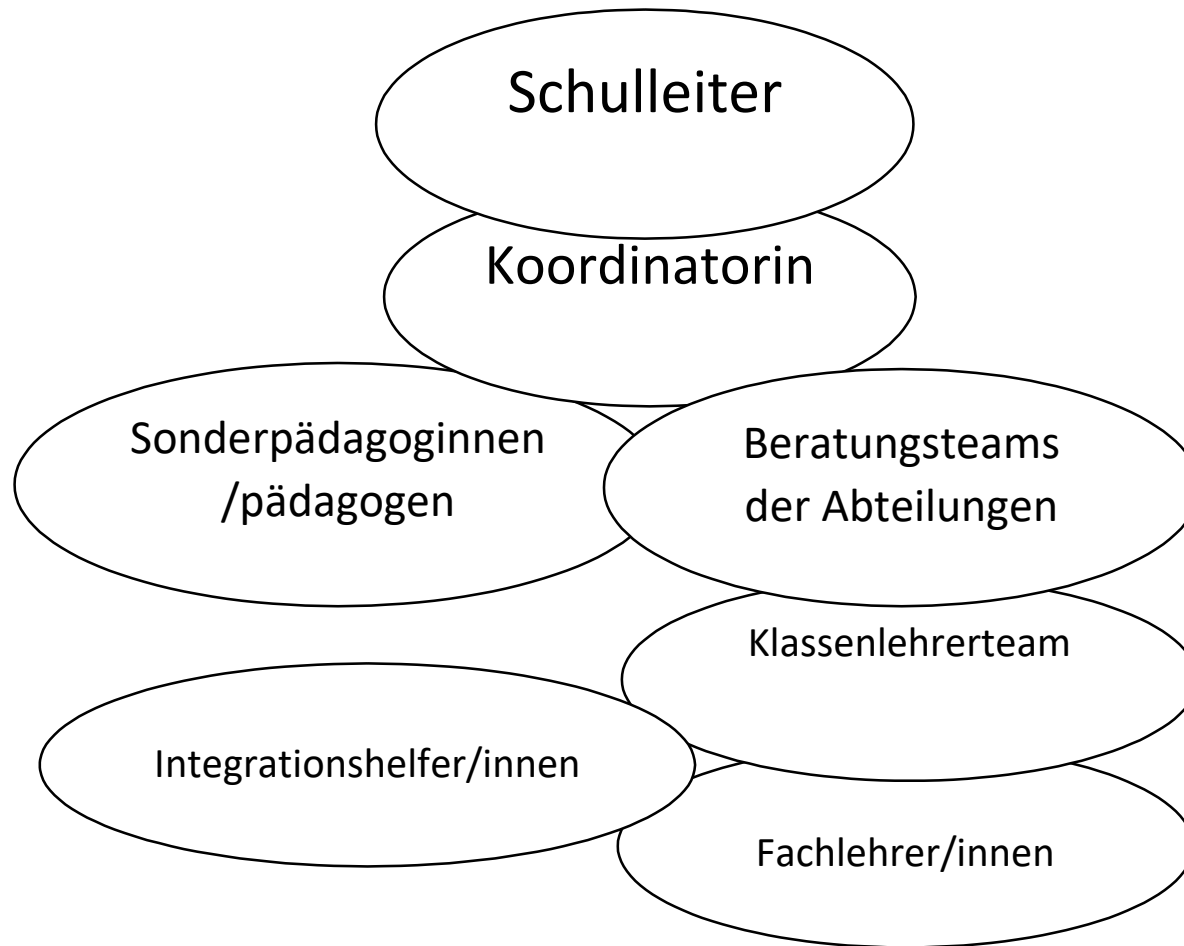 Schulleiter
Koordinatorin
Sonderpädagoginnen
/pädagogen
Beratungsteams
der Abteilungen
Klassenlehrerteam
Integrationshelfer/innen
Fachlehrer/innen